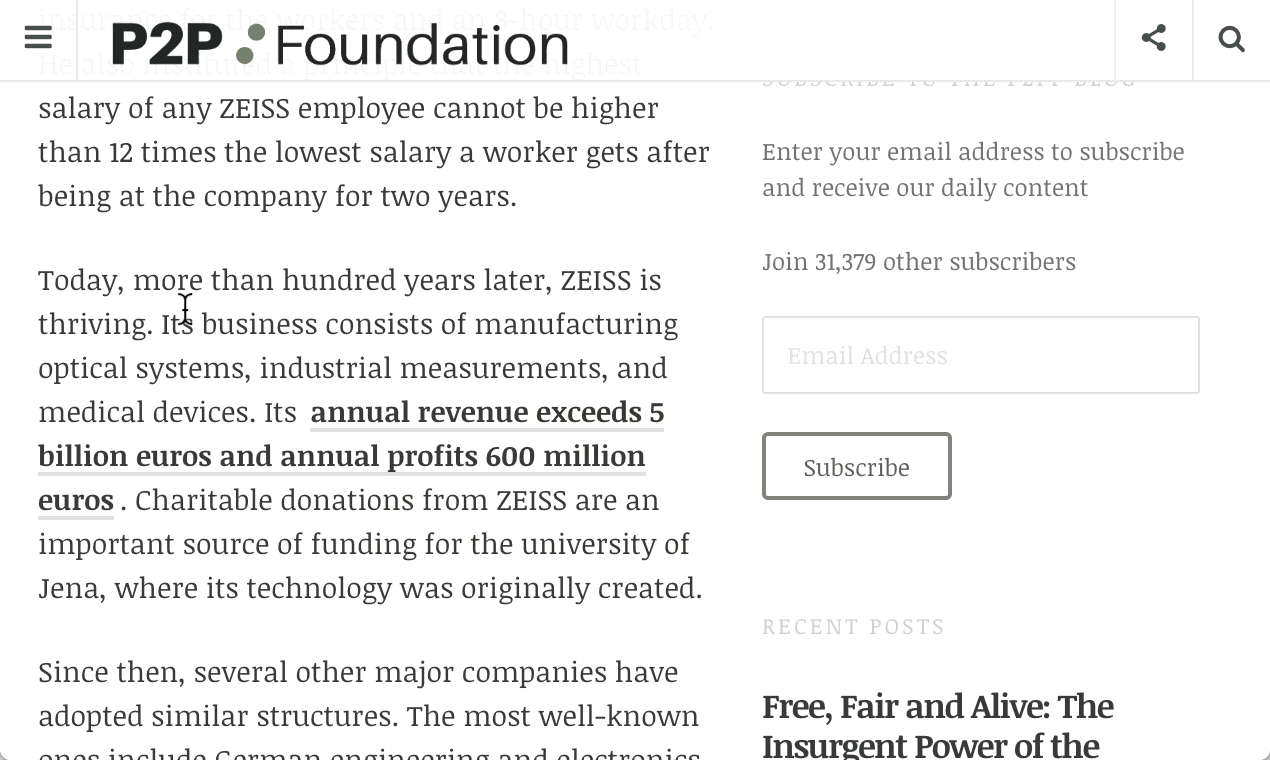 insurance for the workers and an 8-hour workday.
He also instituted a principle that the highest
P2P Foundation
salary of any ZEISS employee cannot be higher
than 12 times the lowest salary a worker gets after
being at the company for two years.
Today, more than hundred years later, ZEISS is
thriving. Its business consists of manufacturing
optical systems, industrial measurements, and
medical devices. Its annual revenue exceeds 5
billion euros and annual profits 600 million
euros . Charitable donations from ZEISS are an
important source of funding for the university of
Jena, where its technology was originally created.
Since then, several other major companies have
adopted similar structures. The most well-known
ones include German engineering and electronics
SUBSCRIBE TO THE P2PF BLOG
Enter your email address to subscribe
and receive our daily content
Join 31,379 other subscribers
Email Address
Subscribe
RECENT POSTS
Free, Fair and Alive: The
Insurgent Power of the